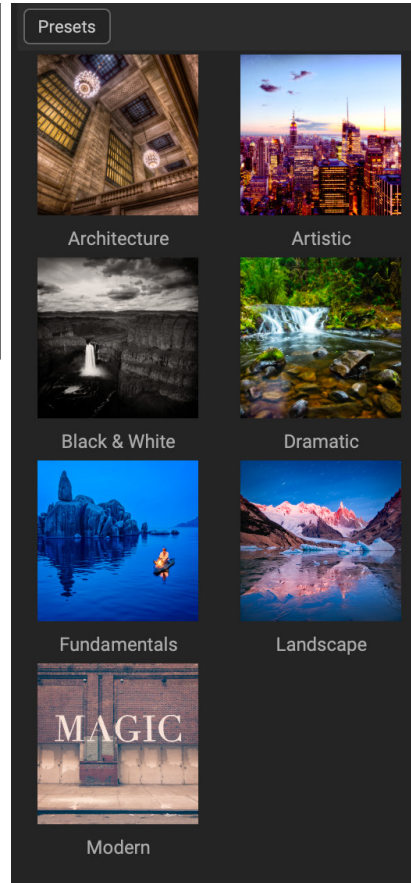 Presets
Architecture
Artistic
Black & White
Dramatic
Fundamentals
Landscape
MAGIC
Modern